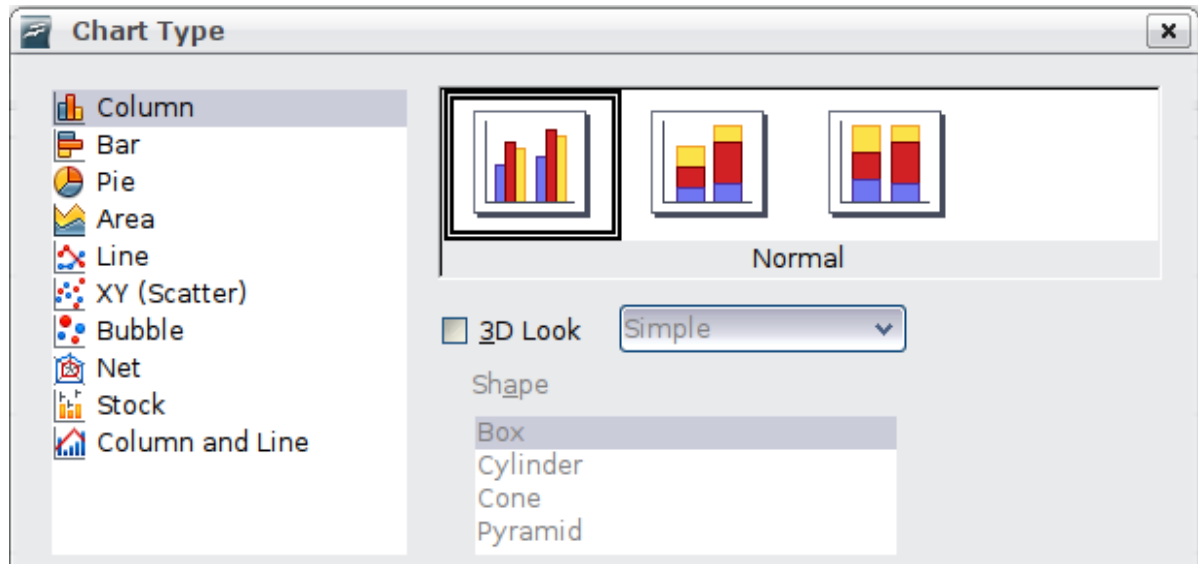 Chart Type
Column
Bar
Pie
Area
Line
XY (Scatter)
Bubble
Net
Stock
Column and Line
Normal
3D Look
Simple
Shape
Box
Cylinder
Cone
Pyramid